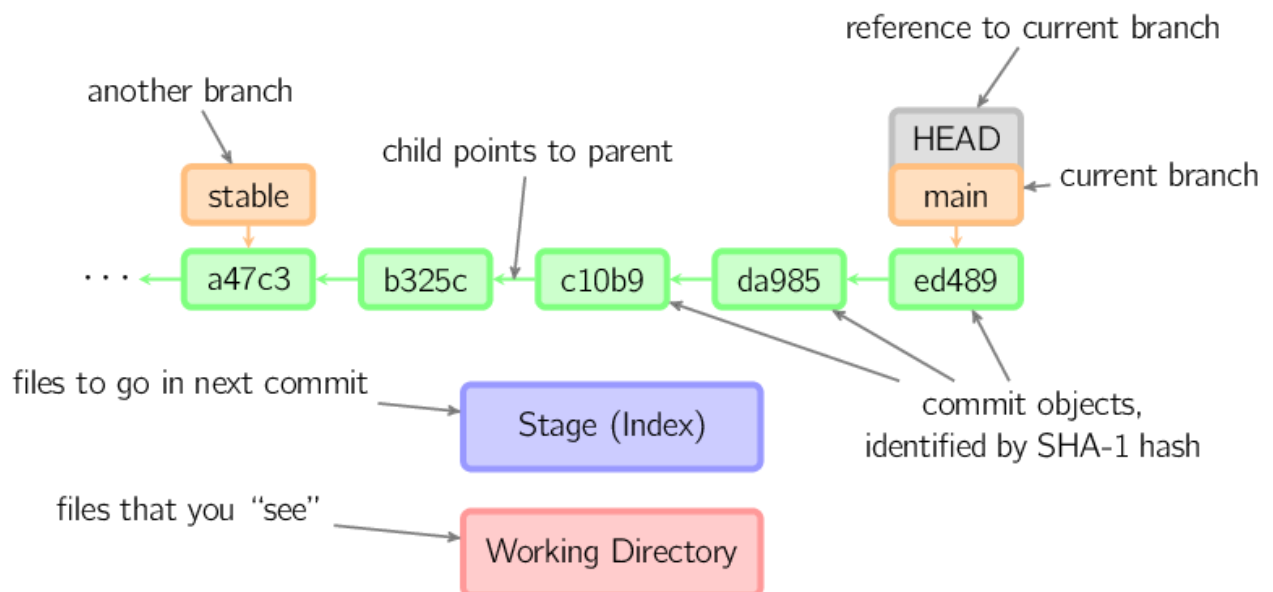 reference to current branch
another branch
HEAD
child points to parent
current branch
stable
main
···
a47c3
b325c
c10b9
da985
ed489
files to go in next commit
Stage (Index)
commit objects,
identified by SHA-1 hash
files that you “see”
Working Directory